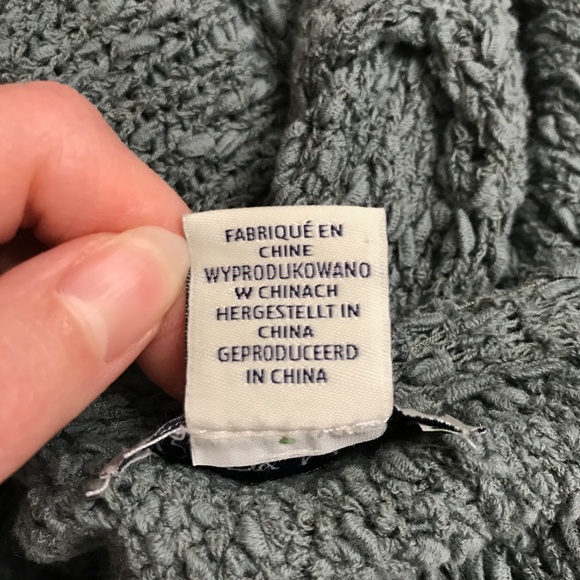 FABRIQUÉ EN
CHINE
WYPRODUKOWANO
W CHINACH
HERGESTELLT IN
CHINA
GEPRODUCEERD
IN CHINA